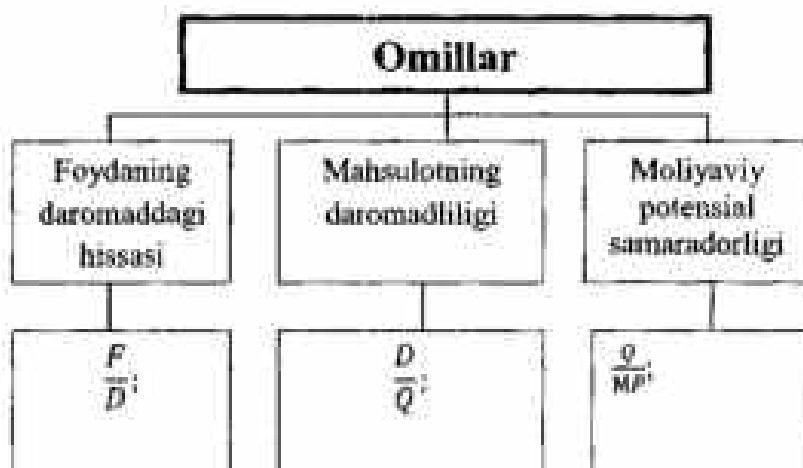 Omillar
Foydaning
daromaddagi
hissasi
Mahsulotning
daromadliligi
Moliyaviy
potensial
samaradorligi
F/D;
D/Q;
Q/MP;